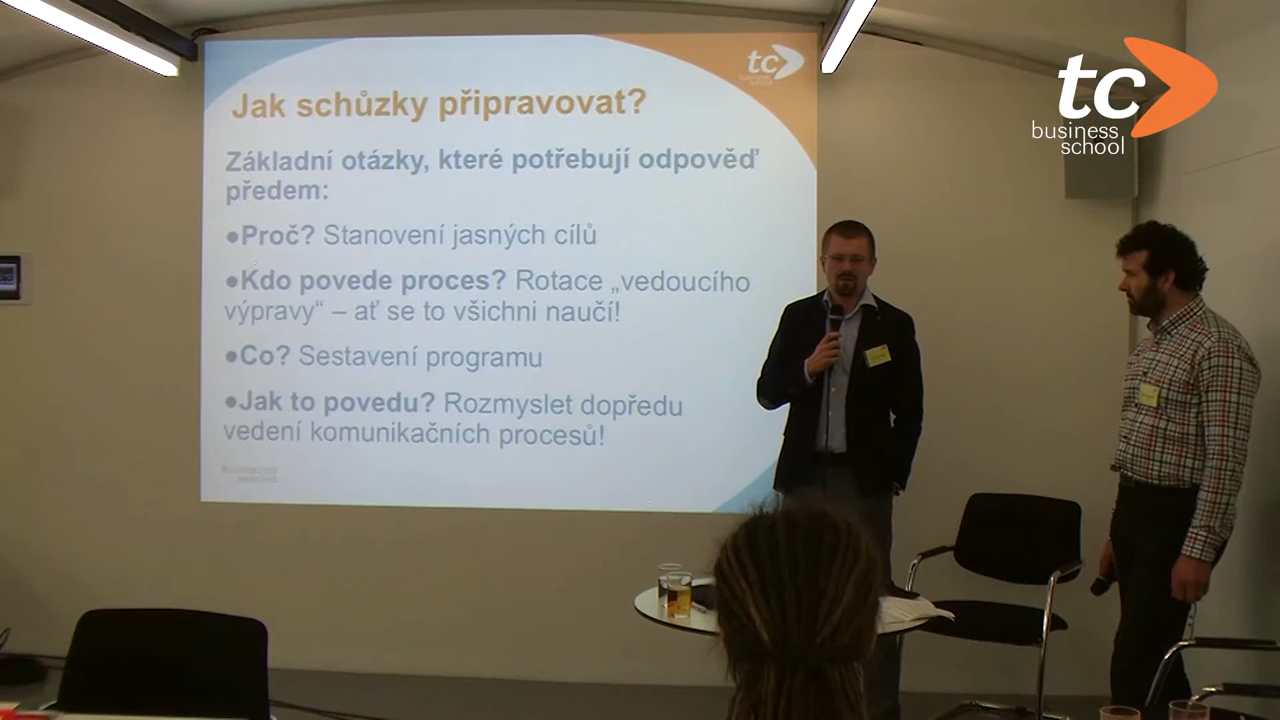 tc
business
school
Jak schůzky připravovat?
Základní otázky, které potřebují odpověď
předem:
●Proč? Stanovení jasných cílů
●Kdo povede proces? Rotace „vedoucího
výpravy“ – ať se to všichni naučí!
●Co? Sestavení programu
●Jak to povedu? Rozmyslet dopředu
vedení komunikačních procesů!
tc
business
school